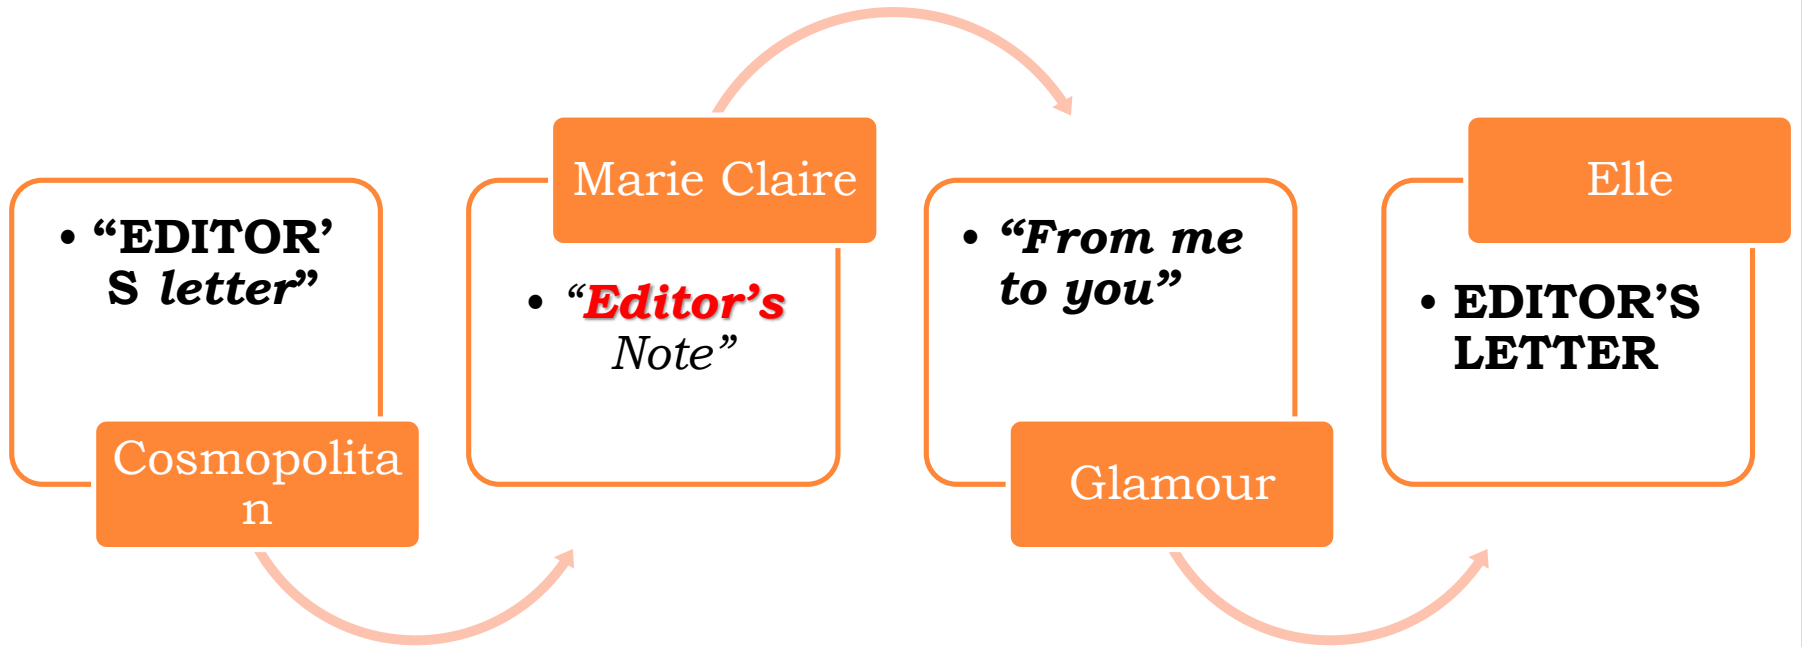 • “EDITOR’
S letter”
Cosmopolita
n
Marie Claire
• “Editor’s
Note”
• “From me
to you”
Glamour
Elle
• EDITOR’S
LETTER